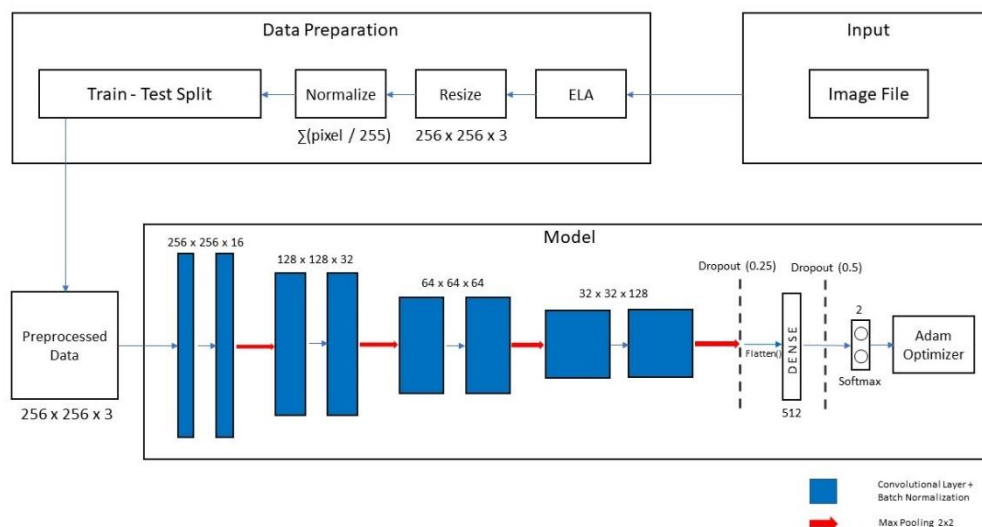 Data Preparation
Input
Train - Test Split
Normalize
Resize
ELA
Image File
∑(pixel / 255)
256 x 256 x 3
Model
256 x 256 x 16
128 x 128 x 32
64 x 64 x 64
32 x 32 x 128
Dropout (0.25)
Dropout (0.5)
Preprocessed
Data
256 x 256 x 3
Flatten()
DENSE
512
2
Softmax
Adam
Optimizer
Convolutional Layer +
Batch Normalization
Max Pooling 2x2